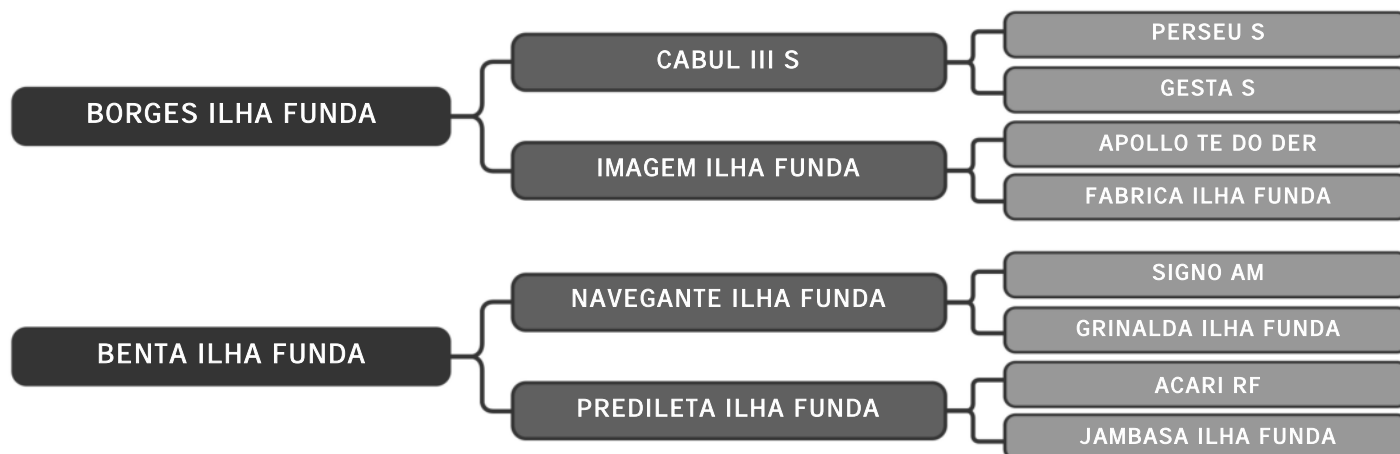 BORGES ILHA FUNDA
CABUL III S
PERSEU S
GESTA S
IMAGEM ILHA FUNDA
APOLLO TE DO DER
FABRICA ILHA FUNDA
BENTA ILHA FUNDA
NAVEGANTE ILHA FUNDA
SIGNO AM
GRINALDA ILHA FUNDA
PREDILETA ILHA FUNDA
ACARI RF
JAMBASA ILHA FUNDA